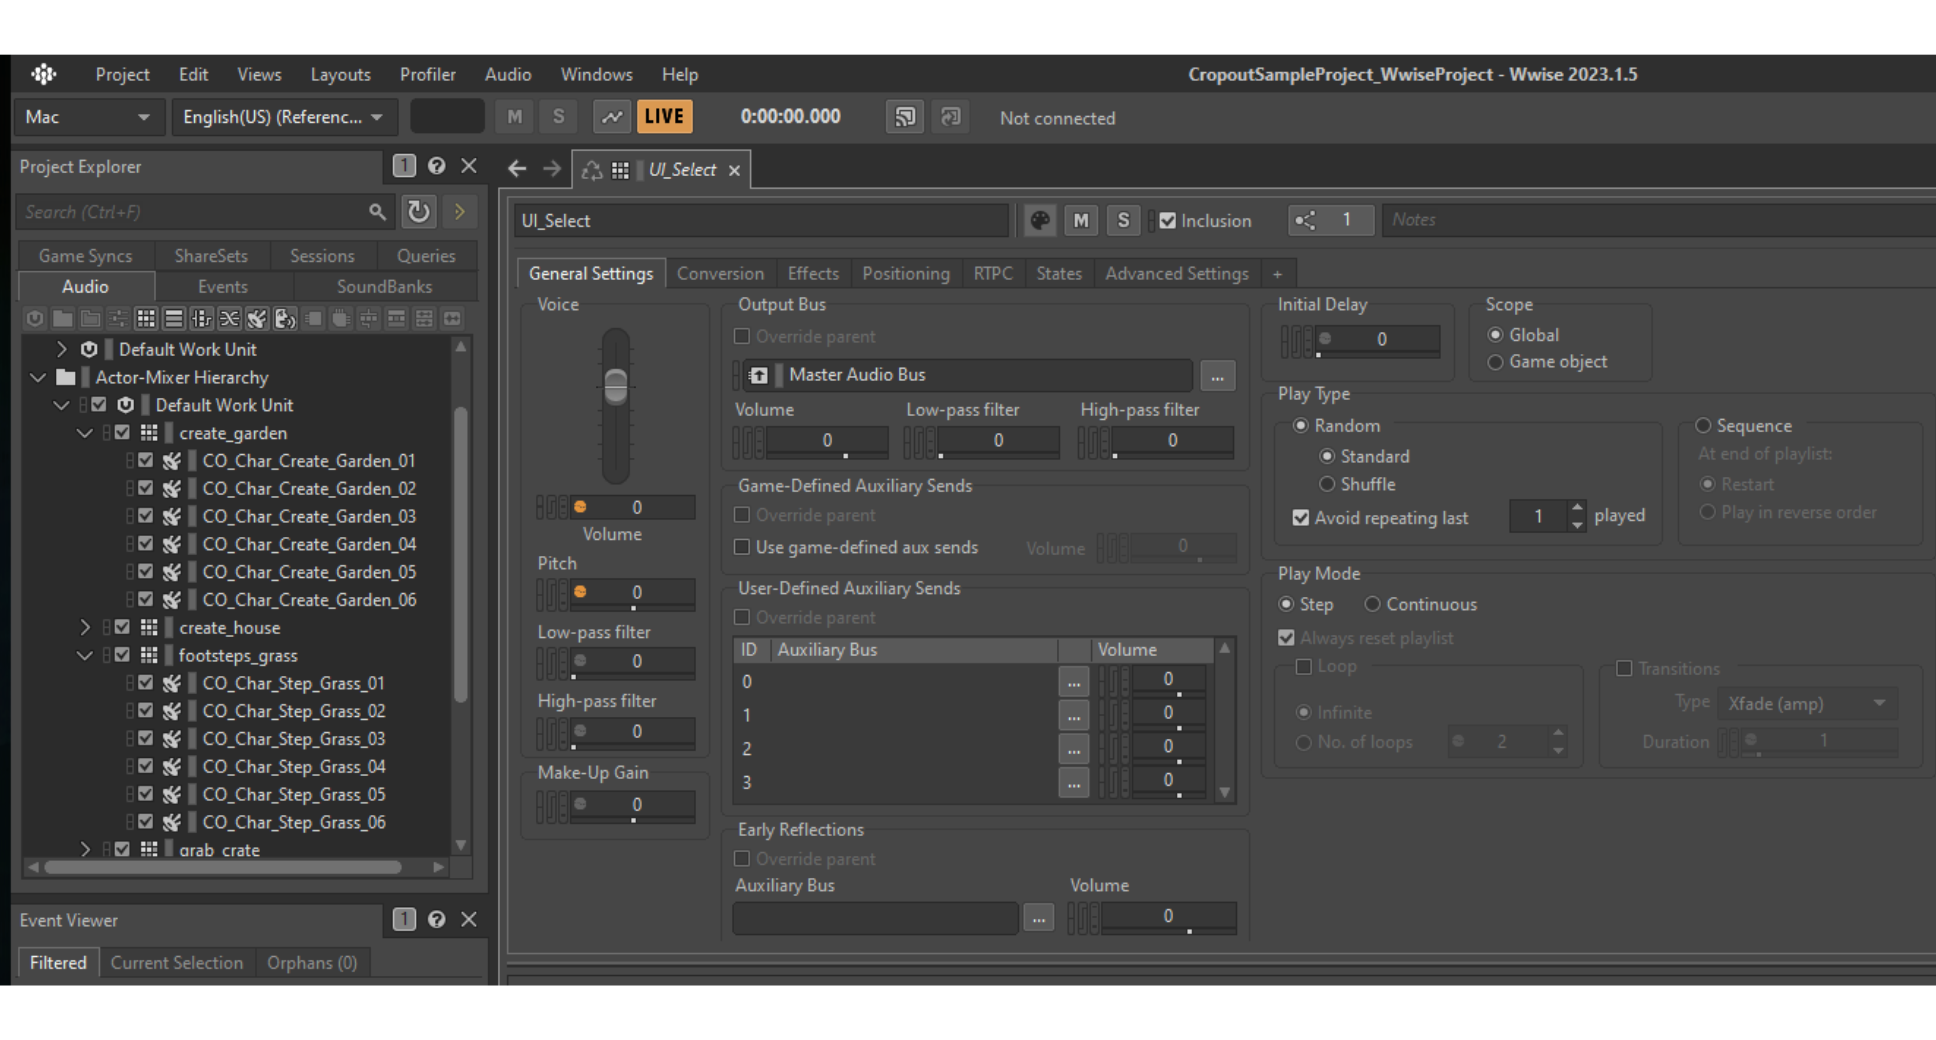 Project Edit Views Layouts Profiler Audio Windows Help
CropoutSampleProject_WwiseProject - Wwise 2023.1.5
Mac English(US) (Referenc... M S LIVE 0:00:00.000 Not connected
Project Explorer 1
UI_Select
Search (Ctrl+F)
UI_Select M S Inclusion 1 Notes
Game Syncs ShareSets Sessions Queries
Audio Events SoundBanks
Default Work Unit
Actor-Mixer Hierarchy
Default Work Unit
create_garden
CO_Char_Create_Garden_01
CO_Char_Create_Garden_02
CO_Char_Create_Garden_03
CO_Char_Create_Garden_04
CO_Char_Create_Garden_05
CO_Char_Create_Garden_06
create_house
footsteps_grass
CO_Char_Step_Grass_01
CO_Char_Step_Grass_02
CO_Char_Step_Grass_03
CO_Char_Step_Grass_04
CO_Char_Step_Grass_05
CO_Char_Step_Grass_06
grab_crate
Event Viewer 1
Filtered Current Selection Orphans (0)
General Settings Conversion Effects Positioning RTPC States Advanced Settings +
Voice
0
Volume
Pitch
0
Low-pass filter
0
High-pass filter
0
Make-Up Gain
0
Output Bus
Override parent
Master Audio Bus ...
Volume Low-pass filter High-pass filter
0 0 0
Game-Defined Auxiliary Sends
Override parent
Use game-defined aux sends Volume 0
User-Defined Auxiliary Sends
Override parent
ID Auxiliary Bus Volume
0 ... 0
1 ... 0
2 ... 0
3 ... 0
Early Reflections
Override parent
Auxiliary Bus Volume
... 0
Initial Delay
0
Scope
Global
Game object
Play Type
Random
Standard
Shuffle
Avoid repeating last 1 played
Sequence
At end of playlist:
Restart
Play in reverse order
Play Mode
Step Continuous
Always reset playlist
Loop
Infinite
No. of loops 2
Transitions
Type Xfade (amp)
Duration 1